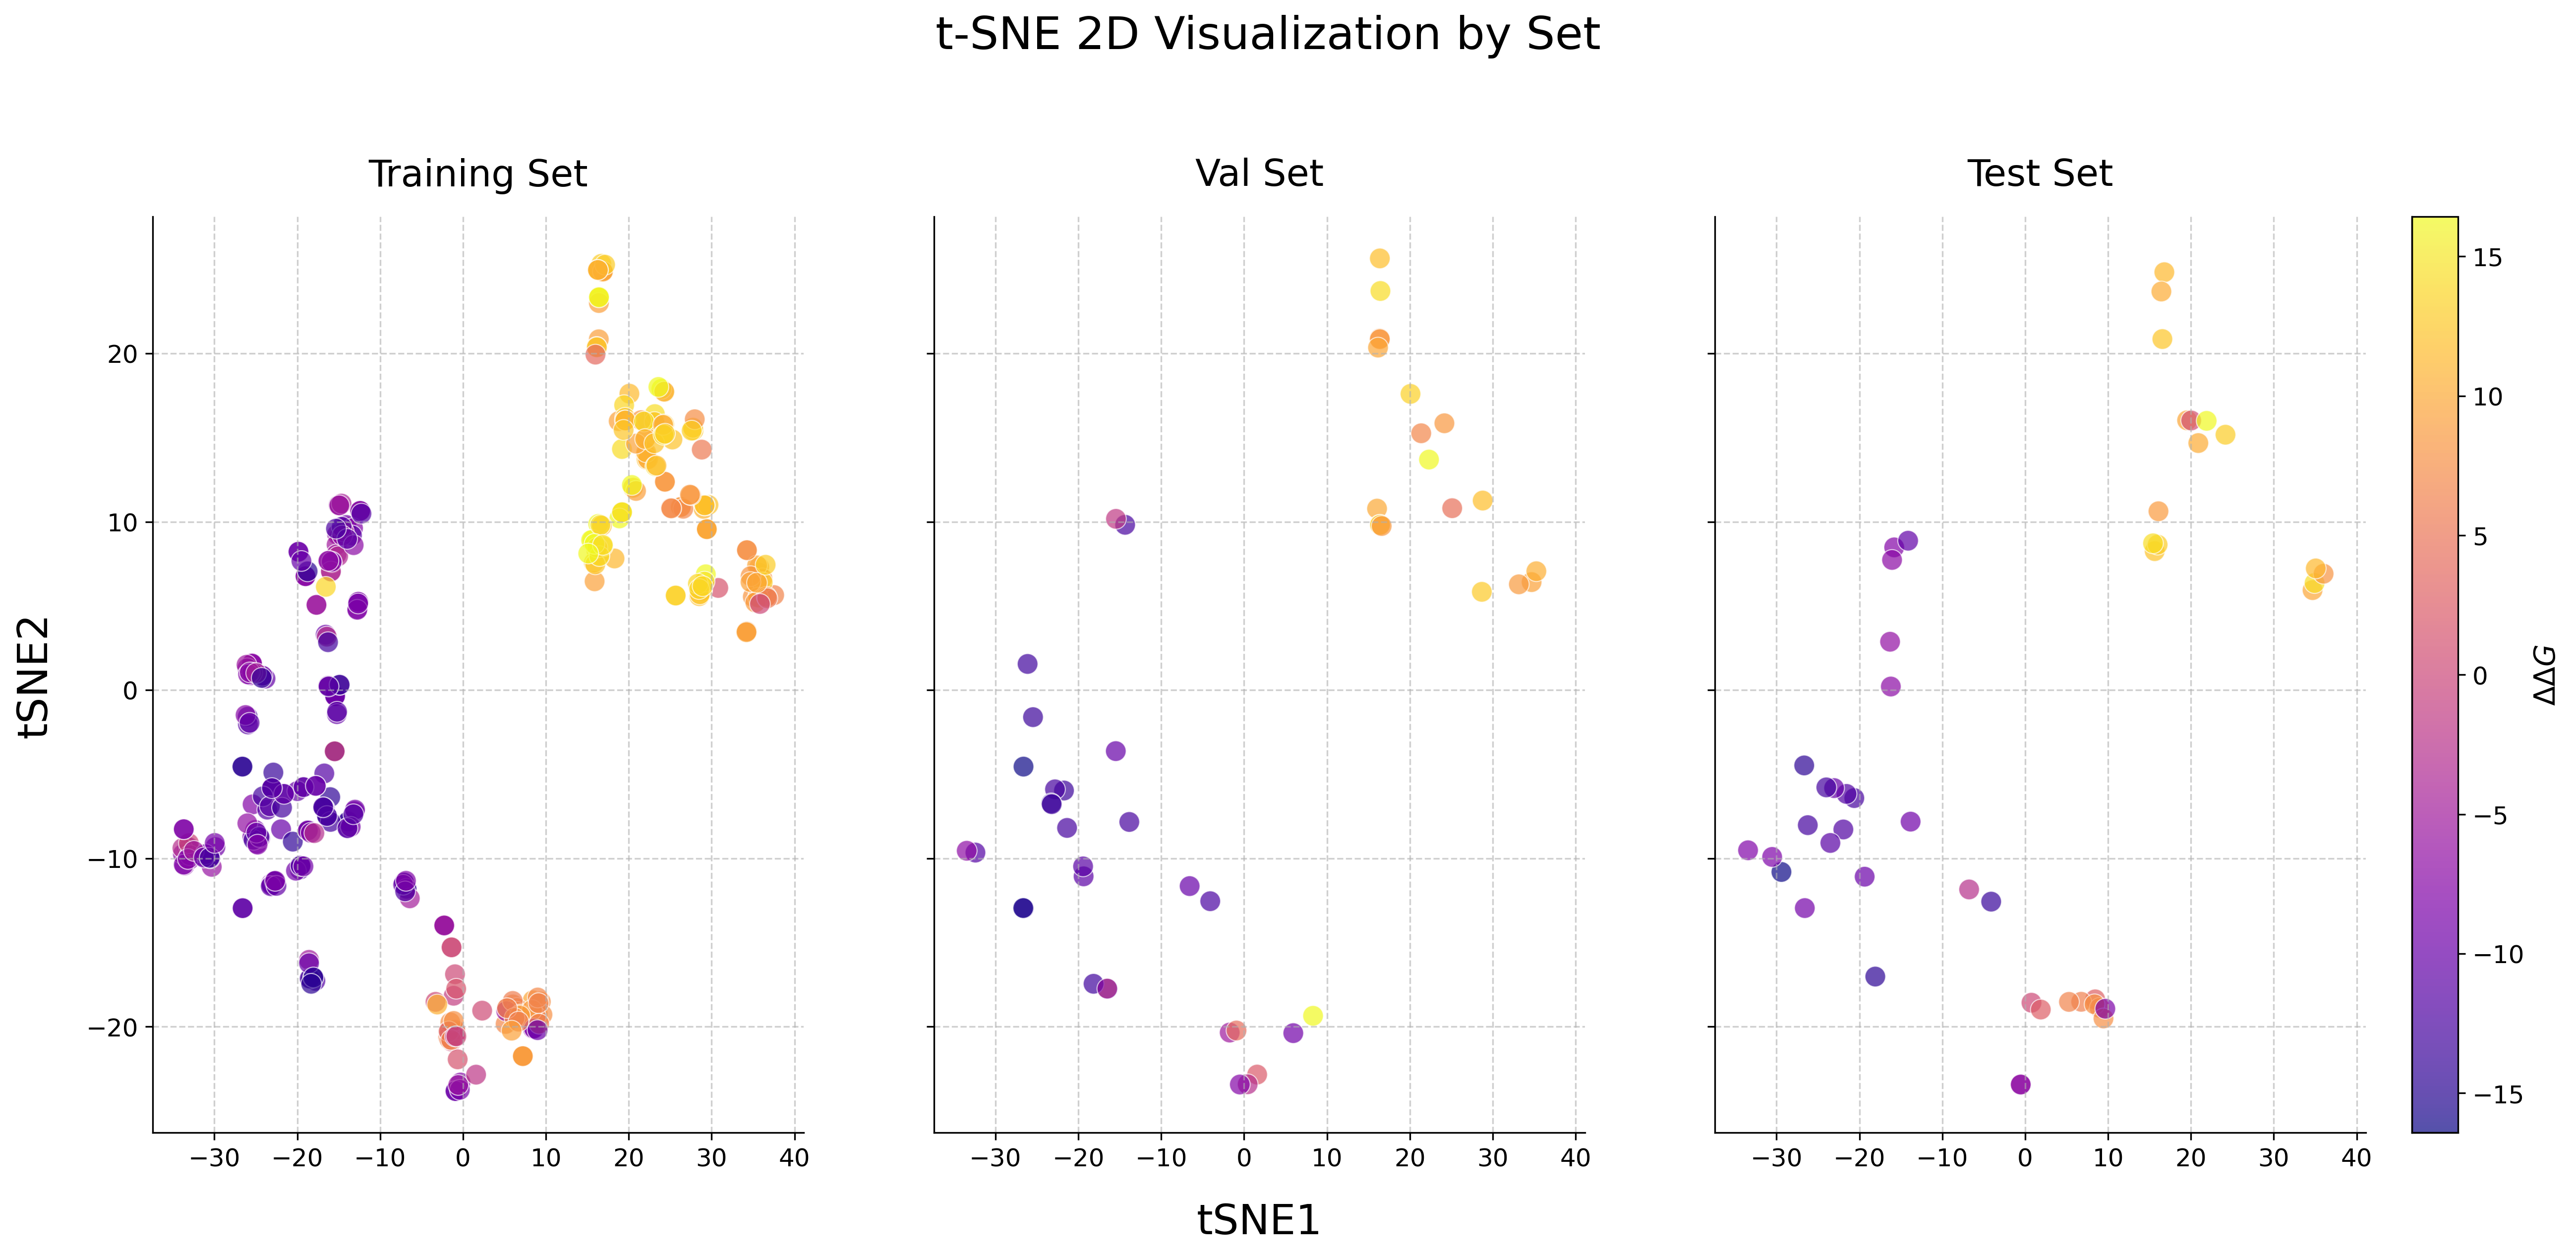 t-SNE 2D Visualization by Set
Training Set
Val Set
Test Set
tSNE2
20
10
0
−10
−20
−30 −20 −10 0 10 20 30 40
−30 −20 −10 0 10 20 30 40
−30 −20 −10 0 10 20 30 40
tSNE1
15
10
5
0
−5
−10
−15
ΔΔG